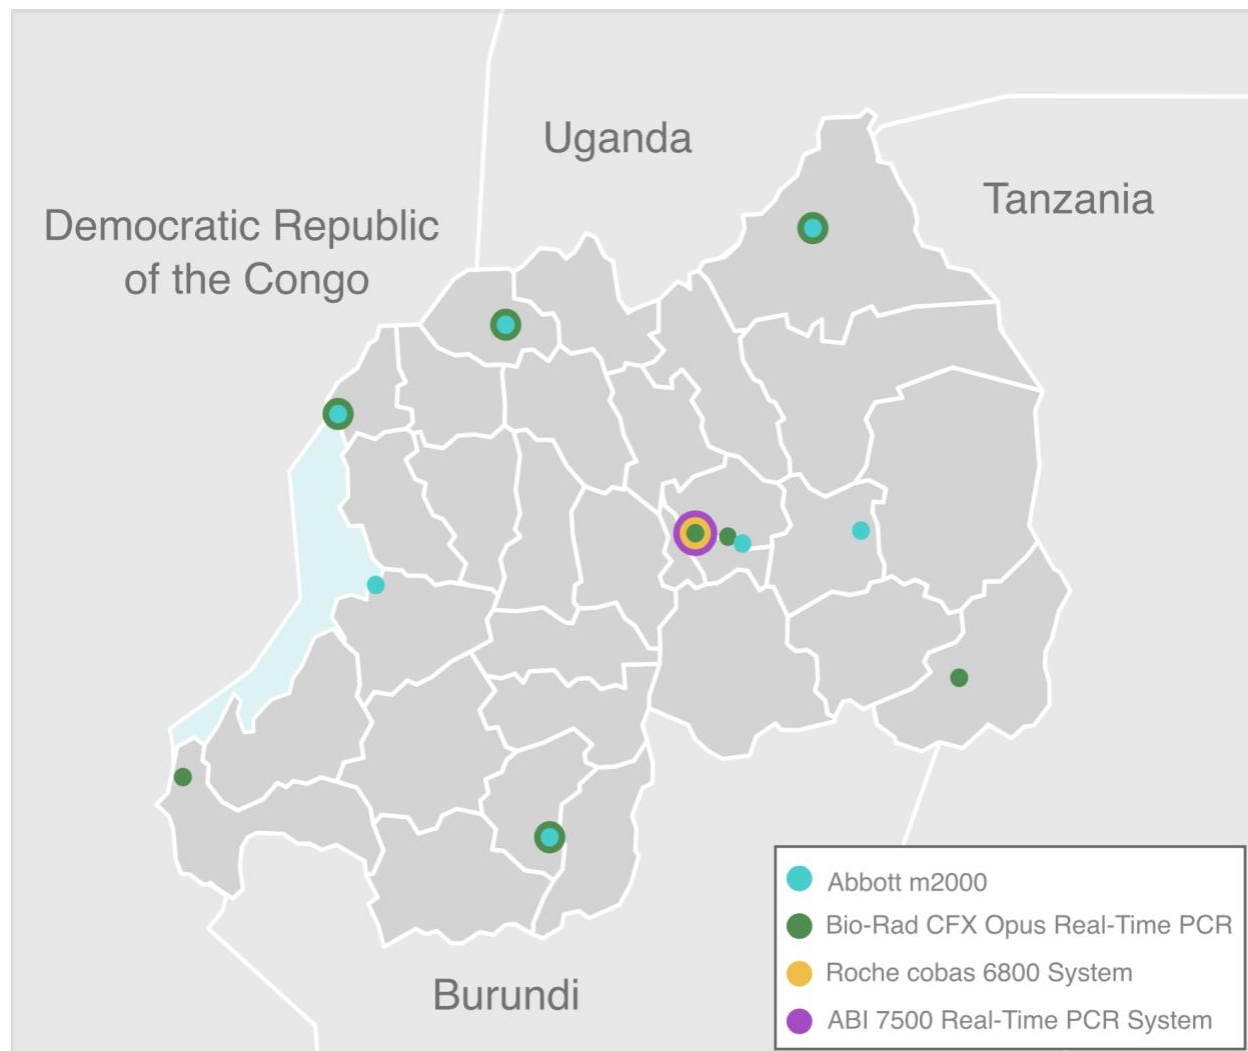 Uganda
Tanzania
Democratic Republic
of the Congo
Burundi
Abbott m2000
Bio-Rad CFX Opus Real-Time PCR
Roche cobas 6800 System
ABI 7500 Real-Time PCR System